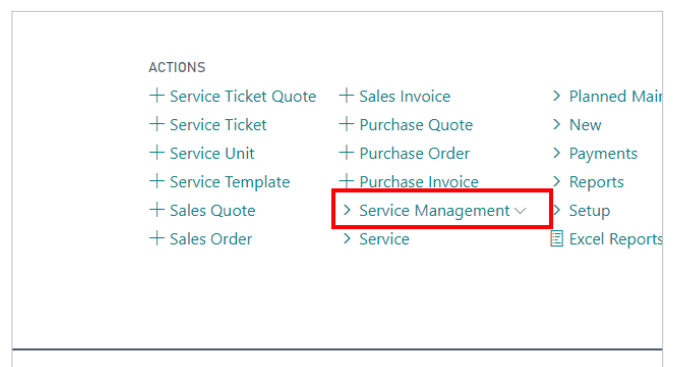 ACTIONS
Service Ticket Quote
Service Ticket
Service Unit
Service Template
Sales Quote
Sales Order
Sales Invoice
Purchase Quote
Purchase Order
Purchase Invoice
Service Management
Service
Planned Mai
New
Payments
Reports
Setup
Excel Reports